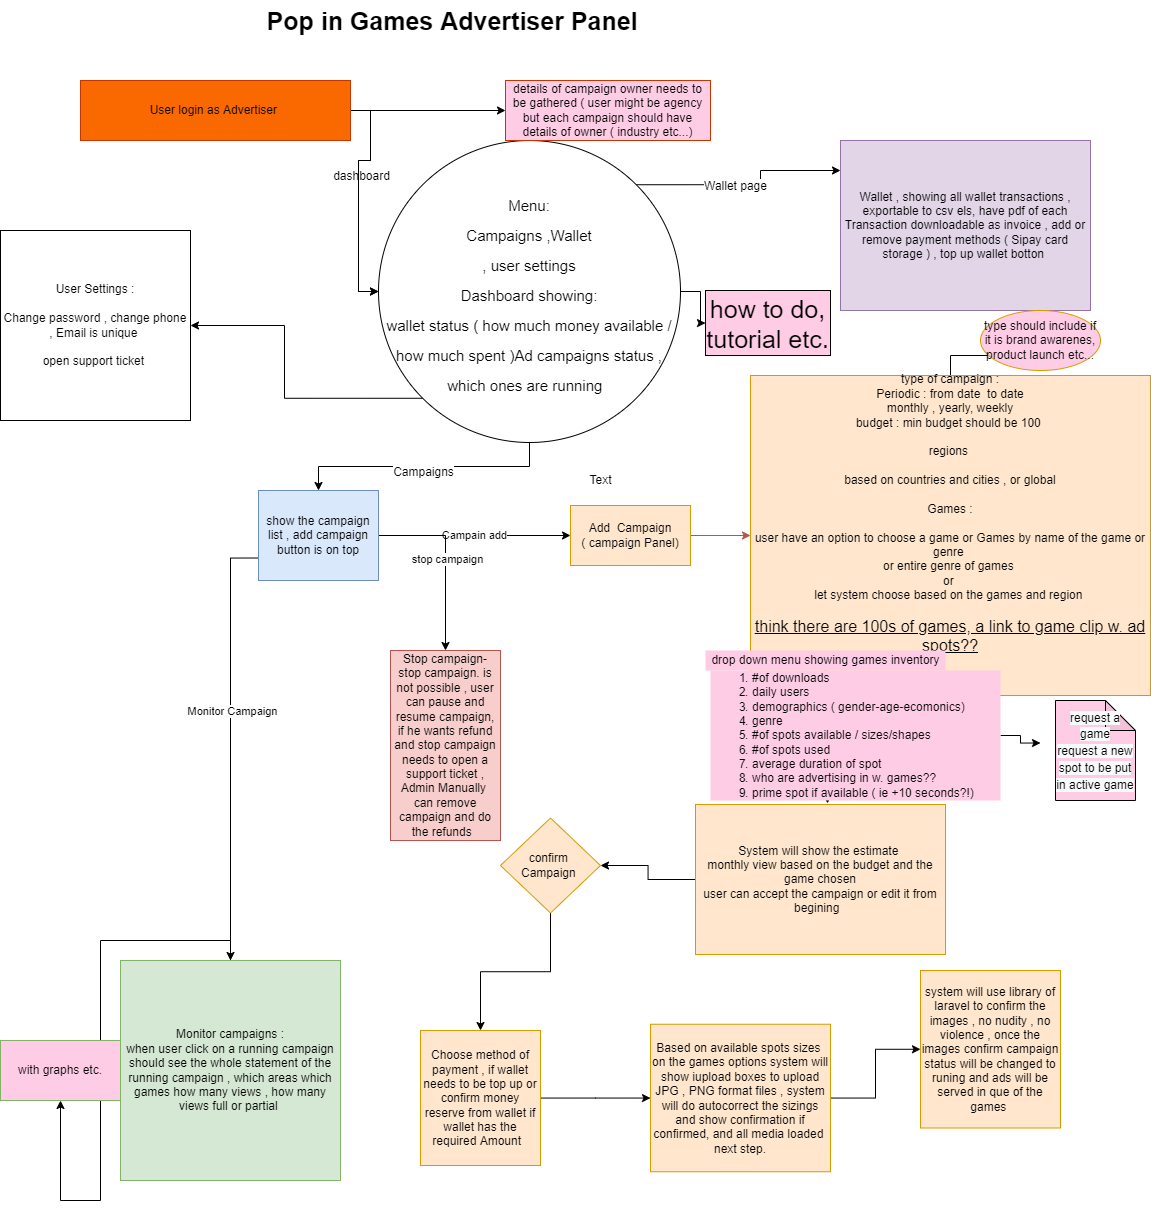 Pop in Games Advertiser Panel
User login as Advertiser
details of campaign owner needs to
be gathered ( user might be agency
but each campaign should have
details of owner ( industry etc...)
dashboard
Menu:
Campaigns ,Wallet
, user settings
Dashboard showing:
wallet status ( how much money available /
how much spent )Ad campaigns status ,
which ones are running
Wallet page
Wallet , showing all wallet transactions ,
exportable to csv els, have pdf of each
Transaction downloadable as invoice , add or
remove payment methods ( Sipay card
storage ) , top up wallet botton
User Settings :
Change password , change phone
, Email is unique
open support ticket
how to do,
tutorial etc.
type should include if
it is brand awarenes,
product launch etc...
type of campaign :
Periodic : from date  to date
monthly , yearly, weekly
budget : min budget should be 100
regions
based on countries and cities , or global
Games :
user have an option to choose a game or Games by name of the game or
genre
or entire genre of games
or
let system choose based on the games and region
think there are 100s of games, a link to game clip w. ad
spots??
Campaigns
Text
show the campaign
list , add campaign
button is on top
Campain add
stop campaign
Add  Campaign
( campaign Panel)
Stop campaign-
stop campaign. is
not possible , user
can pause and
resume campaign,
if he wants refund
and stop campaign
needs to open a
support ticket ,
Admin Manually
can remove
campaign and do
the refunds
Monitor Campaign
drop down menu showing games inventory
1. #of downloads
2. daily users
3. demographics ( gender-age-ecomonics)
4. genre
5. #of spots available / sizes/shapes
6. #of spots used
7. average duration of spot
8. who are advertising in w. games??
9. prime spot if available ( ie +10 seconds?!)
request a
game
request a new
spot to be put
in active game
System will show the estimate
monthly view based on the budget and the
game chosen
user can accept the campaign or edit it from
begining
confirm
Campaign
Monitor campaigns :
when user click on a running campaign
should see the whole statement of the
running campaign , which areas which
games how many views , how many
views full or partial
with graphs etc.
Choose method of
payment , if wallet
needs to be top up or
confirm money
reserve from wallet if
wallet has the
required Amount
Based on available spots sizes
on the games options system will
show iupload boxes to upload
JPG , PNG format files , system
will do autocorrect the sizings
and show confirmation if
confirmed, and all media loaded
next step.
system will use library of
laravel to confirm the
images , no nudity , no
violence , once the
images confirm campaign
status will be changed to
runing and ads will be
served in que of the
games